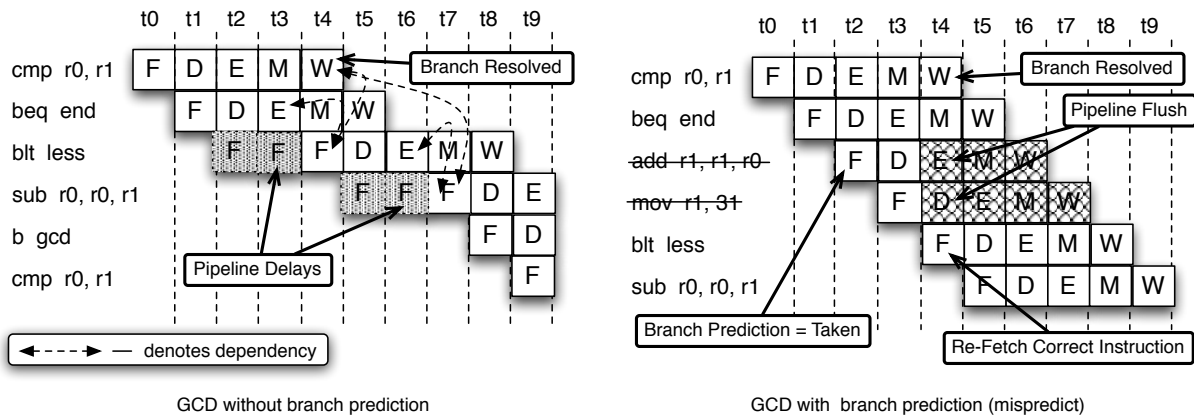 t0 t1 t2 t3 t4 t5 t6 t7 t8 t9
cmp r0, r1 F D E M W
Branch Resolved
beq end F D E M W
blt less F F F D E M W
sub r0, r0, r1 F F F D E
b gcd F D
Pipeline Delays
cmp r0, r1 F
— denotes dependency
GCD without branch prediction
t0 t1 t2 t3 t4 t5 t6 t7 t8 t9
cmp r0, r1 F D E M W
Branch Resolved
Pipeline Flush
beq end F D E M W
add r1, r1, r0 F D E M W
mov r1, 31 F D E M W
blt less F D E M W
sub r0, r0, r1 F D E M W
Branch Prediction = Taken
Re-Fetch Correct Instruction
GCD with branch prediction (mispredict)